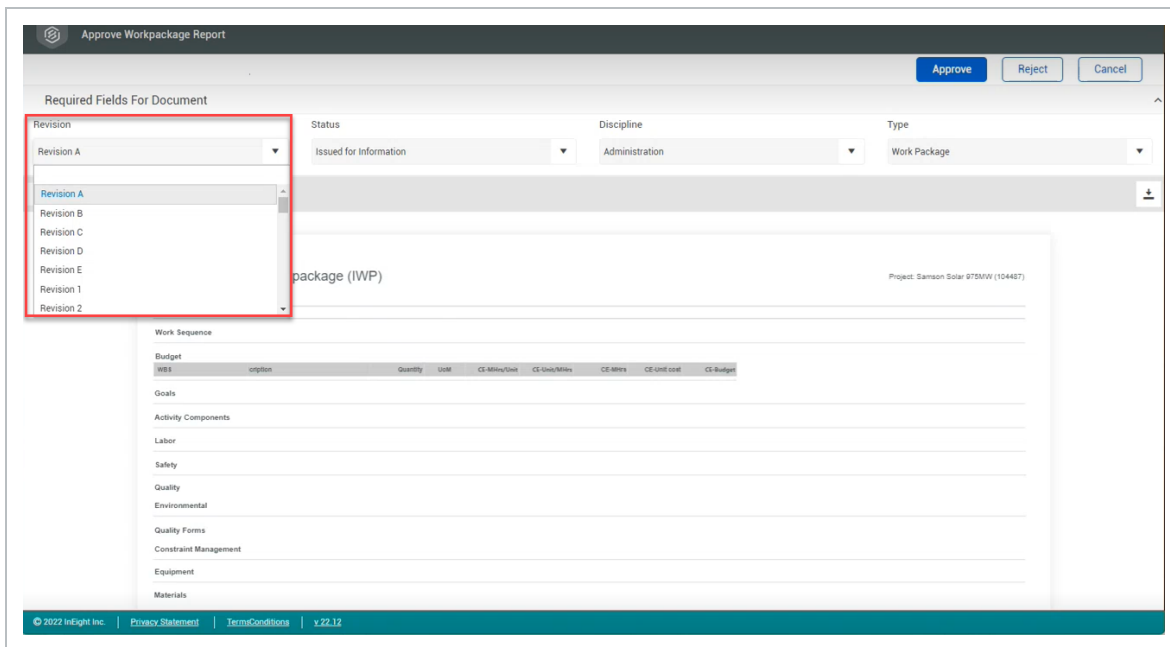 Approve Workpackage Report
Approve Reject Cancel
Required Fields For Document
Revision Status Discipline Type
Revision A Issued for Information Administration Work Package
Revision A
Revision B
Revision C
Revision D
Revision E
Revision 1
Revision 2
package (IWP) Project: Samson Solar 975MW (104487)
Work Sequence
Budget
WBS cription Quantity UoM CE-MHrs/Unit CE-Unit/MHrs CE-MHrs CE-Unit cost CE-Budget
Goals
Activity Components
Labor
Safety
Quality
Environmental
Quality Forms
Constraint Management
Equipment
Materials
© 2022 InEight Inc. | Privacy Statement | TermsConditions | v 22.12